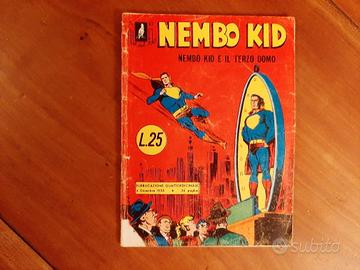 NEMBO KID
NEMBO KID E IL TERZO UOMO
L.25
PUBBLICAZIONE QUATTORDICINALE
subito